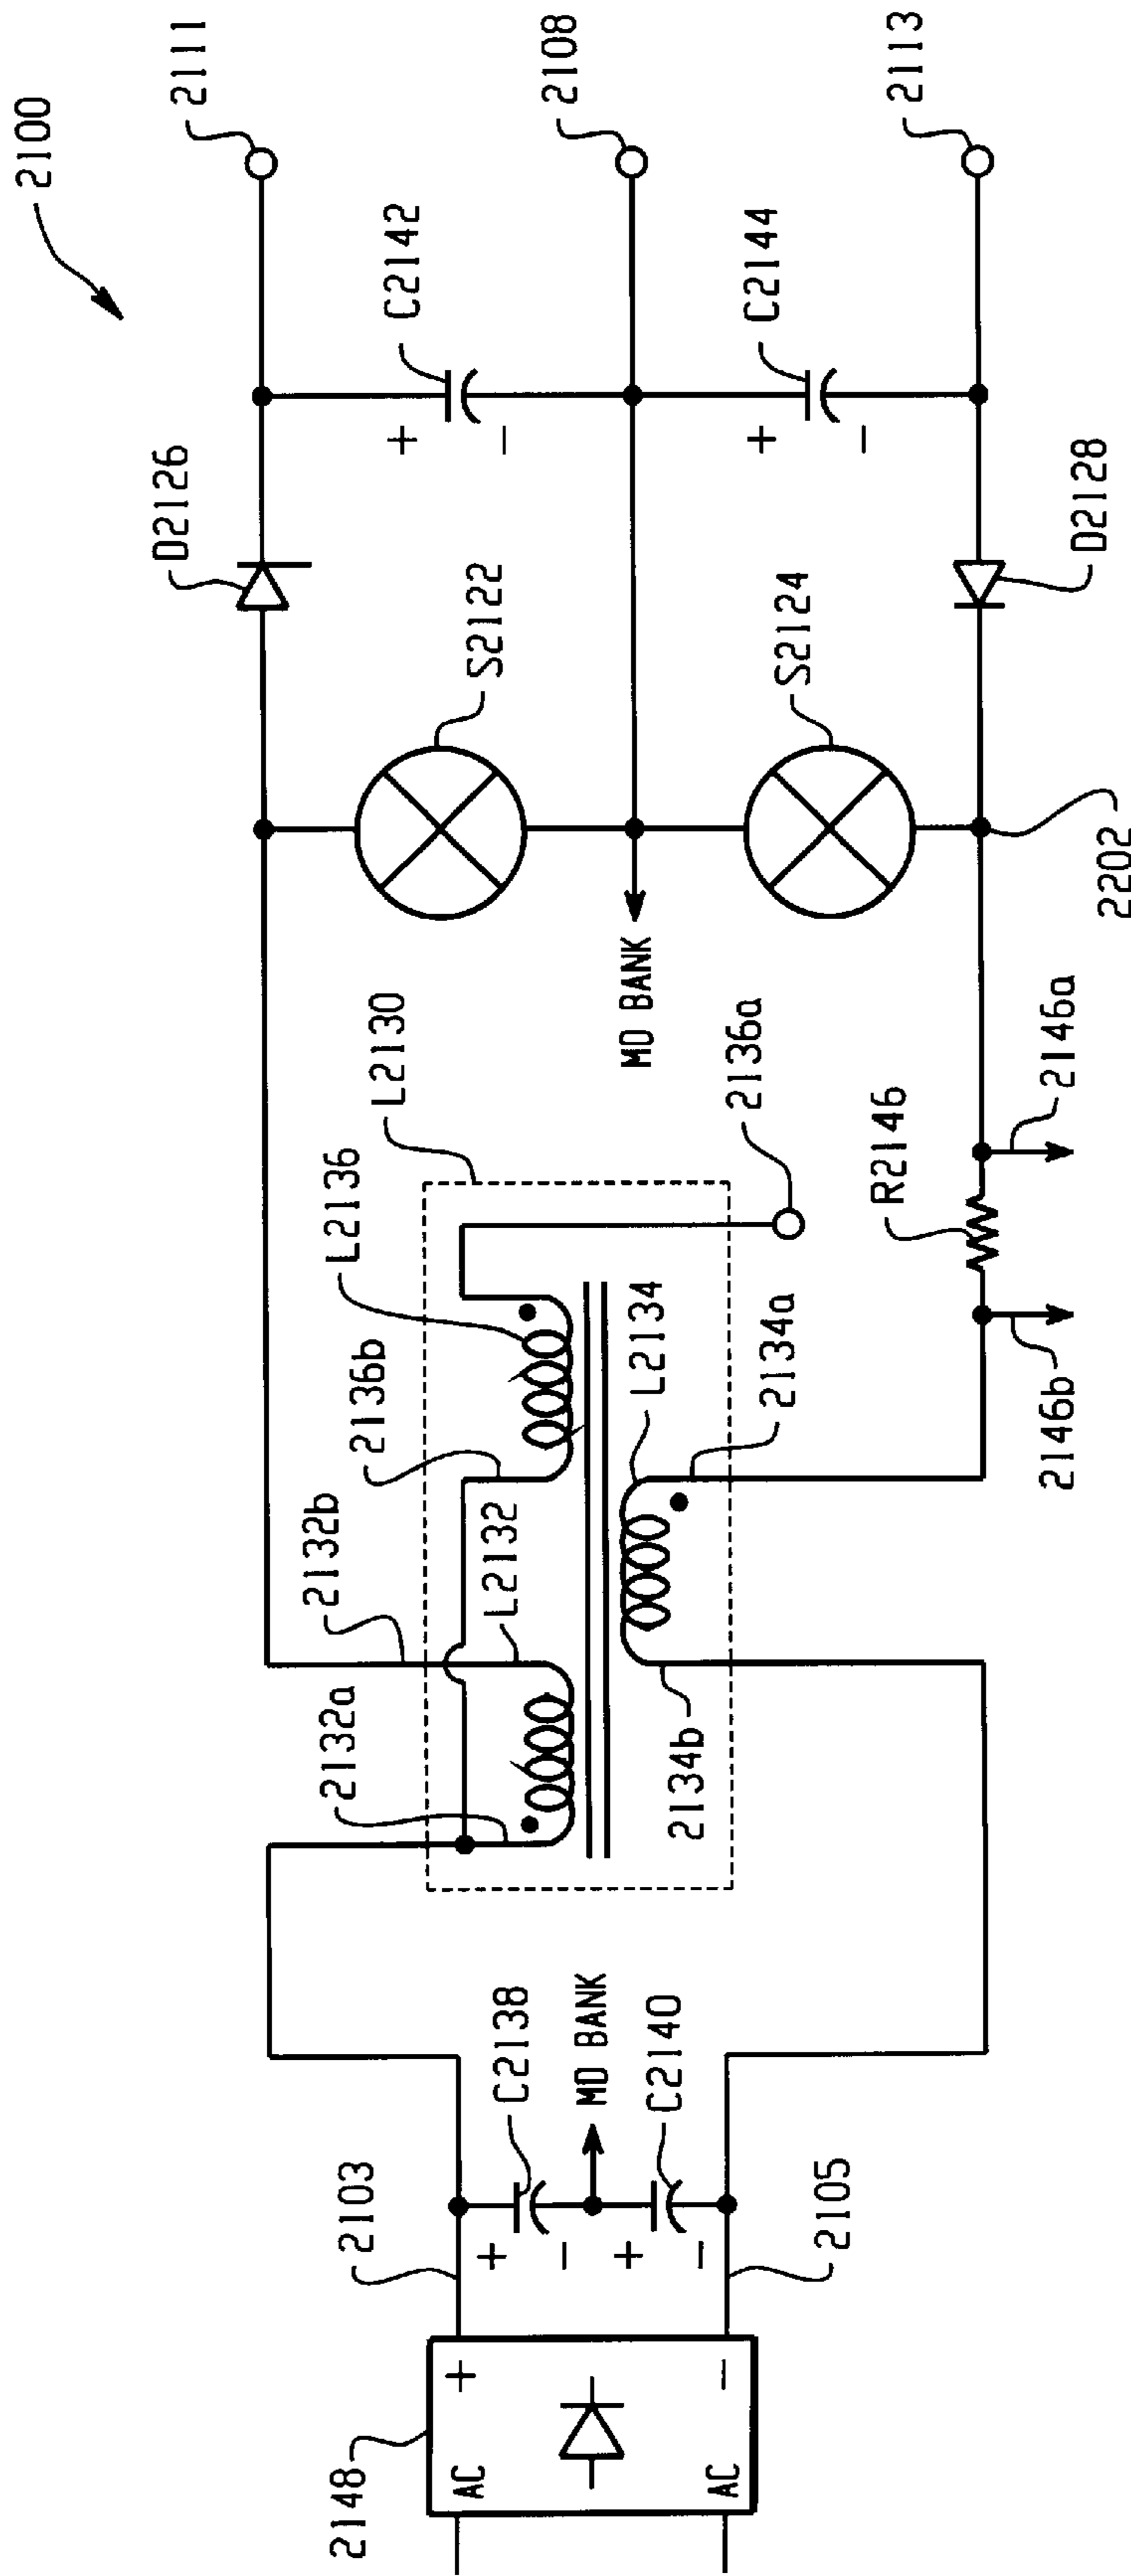 2100
2111
2108
2113
D2126
C2142
C2144
D2128
S2122
S2124
2202
MD BANK
L2130
2136a
L2136
2136b
L2134
2134a
R2146
2146a
2146b
2132b
L2132
2132a
2134b
2103
+
-
+
-
C2138
MD BANK
C2140
2105
2148
AC
+
AC
-
+
-
+
-